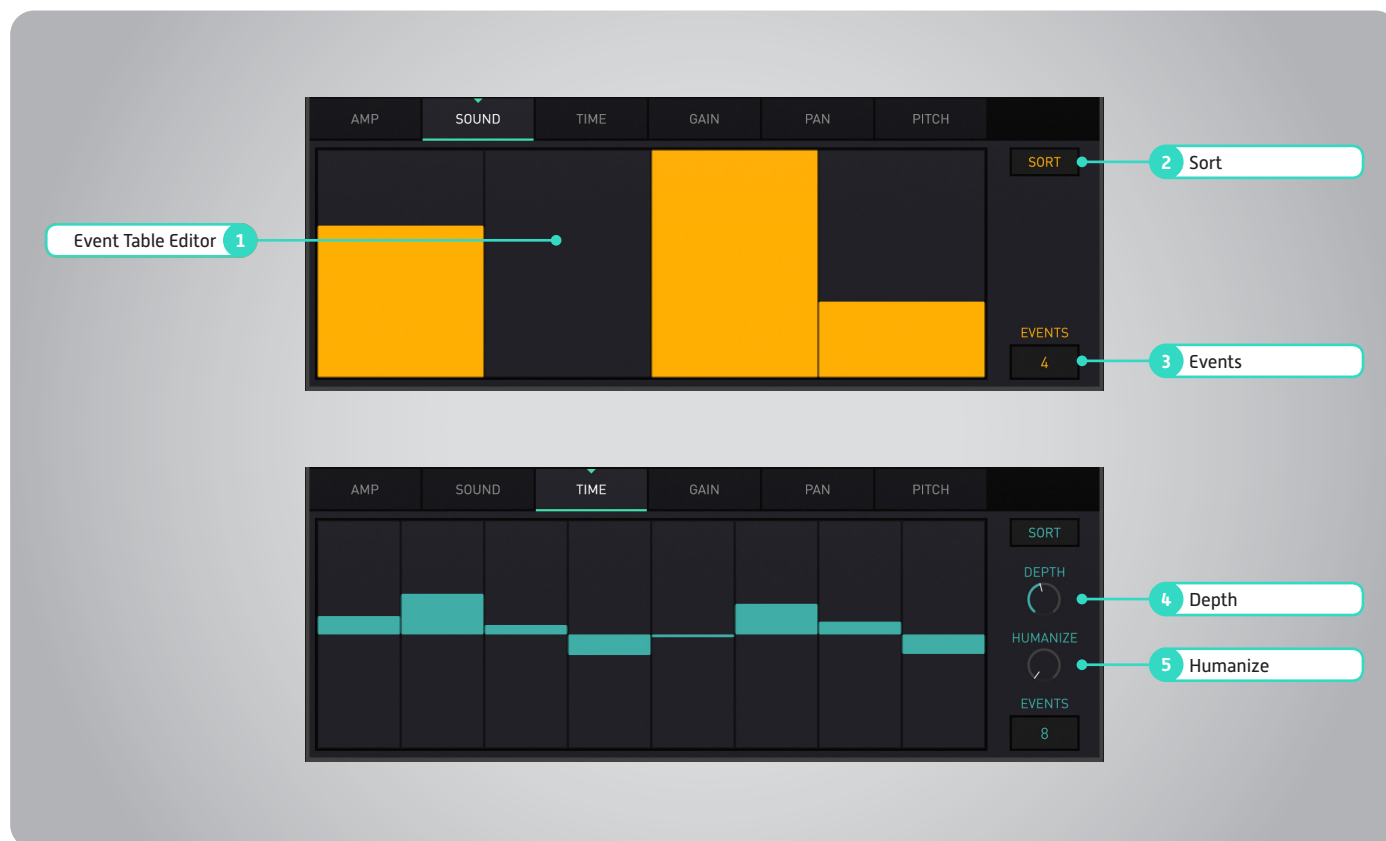 AMP SOUND TIME GAIN PAN PITCH
SORT
2 Sort
Event Table Editor 1
EVENTS
4
3 Events
AMP SOUND TIME GAIN PAN PITCH
SORT
DEPTH
4 Depth
HUMANIZE
5 Humanize
EVENTS
8